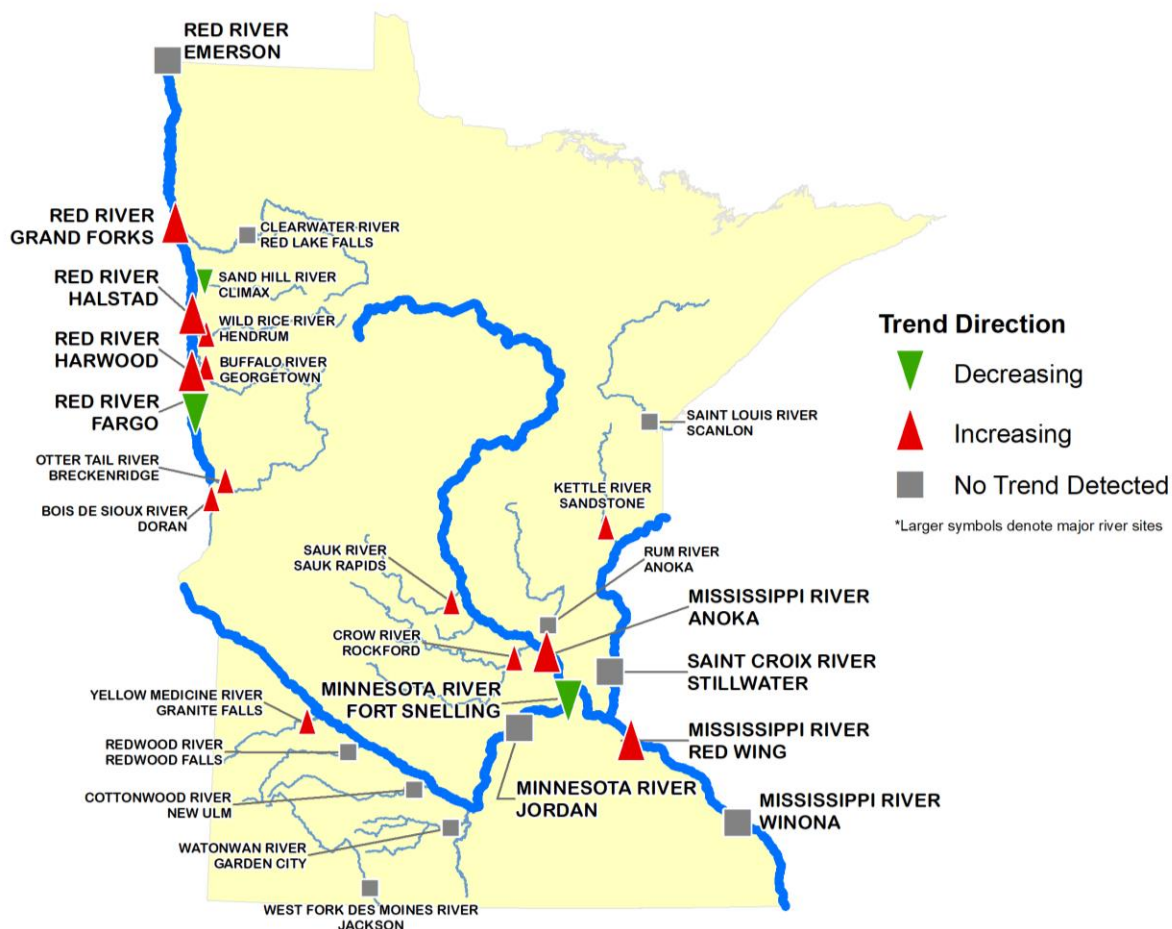 RED RIVER
EMERSON
RED RIVER
GRAND FORKS
CLEARWATER RIVER
RED LAKE FALLS
RED RIVER
HALSTAD
SAND HILL RIVER
CLIMAX
WILD RICE RIVER
HENDRUM
RED RIVER
HARWOOD
BUFFALO RIVER
GEORGETOWN
RED RIVER
FARGO
OTTER TAIL RIVER
BRECKENRIDGE
BOIS DE SIOUX RIVER
DORAN
SAINT LOUIS RIVER
SCANLON
KETTLE RIVER
SANDSTONE
SAUK RIVER
SAUK RAPIDS
RUM RIVER
ANOKA
MISSISSIPPI RIVER
ANOKA
CROW RIVER
ROCKFORD
SAINT CROIX RIVER
STILLWATER
MINNESOTA RIVER
FORT SNELLING
YELLOW MEDICINE RIVER
GRANITE FALLS
MISSISSIPPI RIVER
RED WING
REDWOOD RIVER
REDWOOD FALLS
MINNESOTA RIVER
JORDAN
COTTONWOOD RIVER
NEW ULM
MISSISSIPPI RIVER
WINONA
WATONWAN RIVER
GARDEN CITY
WEST FORK DES MOINES RIVER
JACKSON
Trend Direction
Decreasing
Increasing
No Trend Detected
*Larger symbols denote major river sites